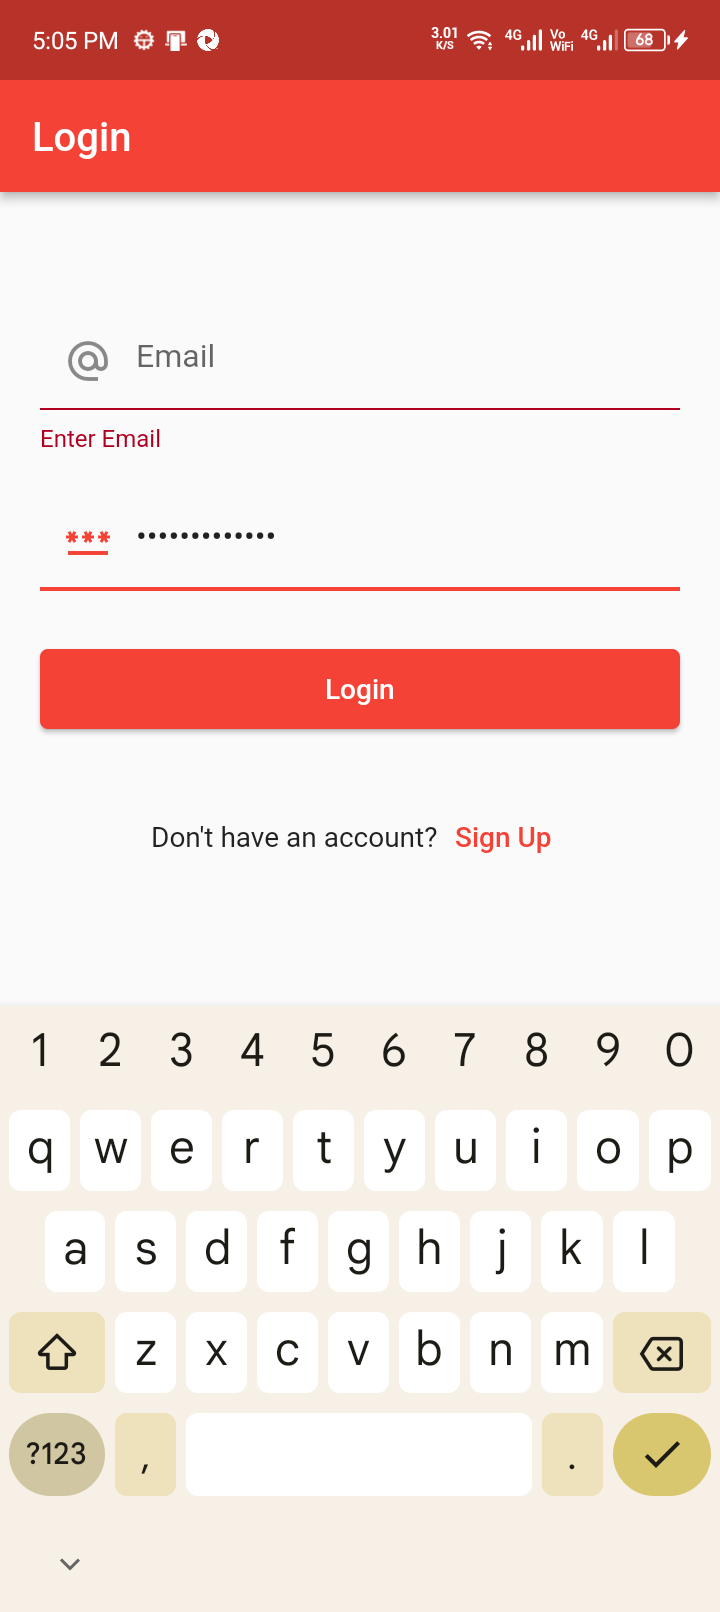 5:05 PM 3.01 K/S 4G Vo WiFi 4G 68
Login
Email
Enter Email
•••••••••••••
Login
Don't have an account? Sign Up
1 2 3 4 5 6 7 8 9 0
q w e r t y u i o p
a s d f g h j k l
z x c v b n m
?123 , .